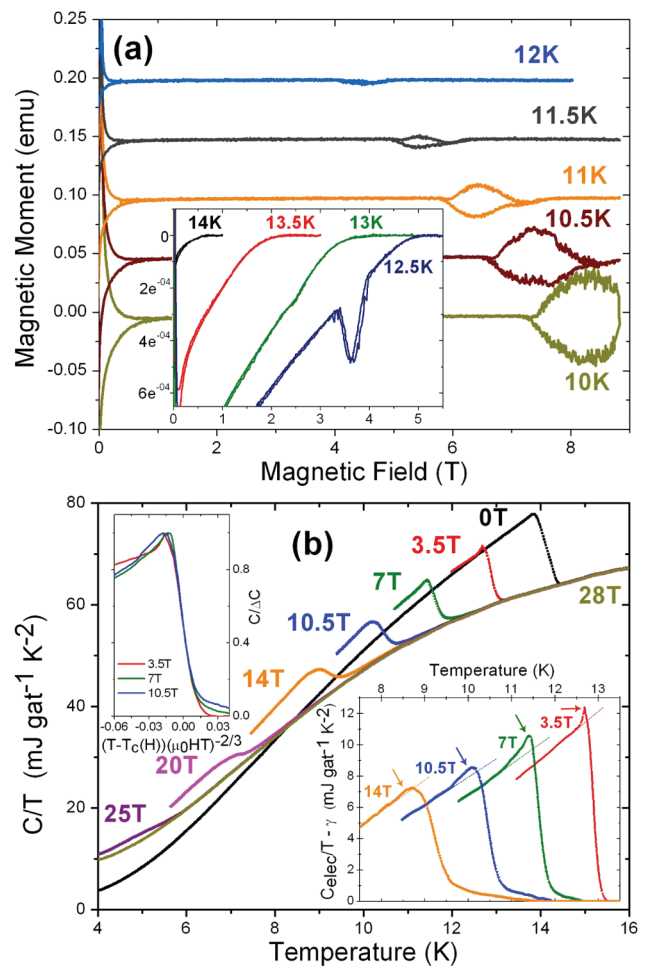 0.25
(a)
12K
0.20
11.5K
0.15
11K
0.10
10.5K
0.05
0.00
-0.05
10K
-0.10
Magnetic Moment (emu)
14K 13.5K 13K
12.5K
0
2e-04
4e-04
6e-04
0.0 1 2 3 4 5
0 2 4 6 8
Magnetic Field (T)
80
(b)
0T
3.5T
7T
10.5T
14T
20T
25T
28T
60
40
20
0
C/T (mJ gat-1 K-2)
4 6 8 10 12 14 16
Temperature (K)
3.5T
7T
10.5T
0.8
0.4
0.0
C/ΔC
-0.06 -0.03 0.00 0.03
(T-TC(H))(μ0HT)-2/3
Temperature (K)
8 9 10 11 12 13
12
10
8
6
4
2
0
Celec/T - γ (mJ gat-1 K-2)
14T
10.5T
7T
3.5T